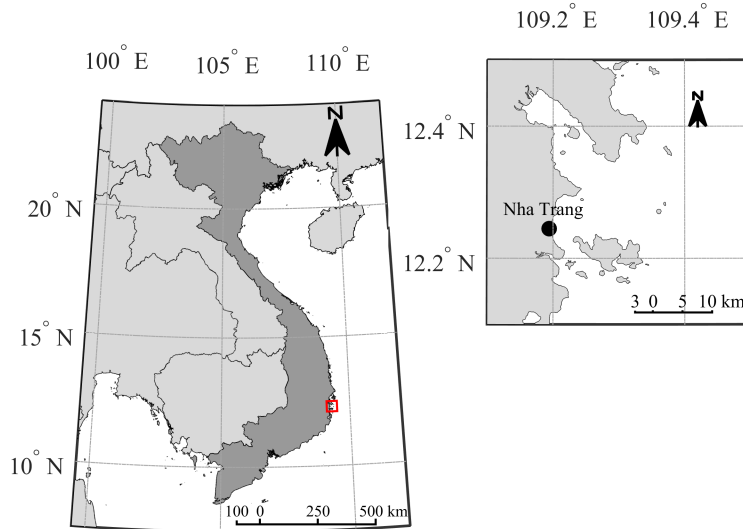 100° E
105° E
110° E
N
20° N
15° N
10° N
100 0 250 500 km
109.2° E
109.4° E
N
12.4° N
Nha Trang
12.2° N
3 0 5 10 km